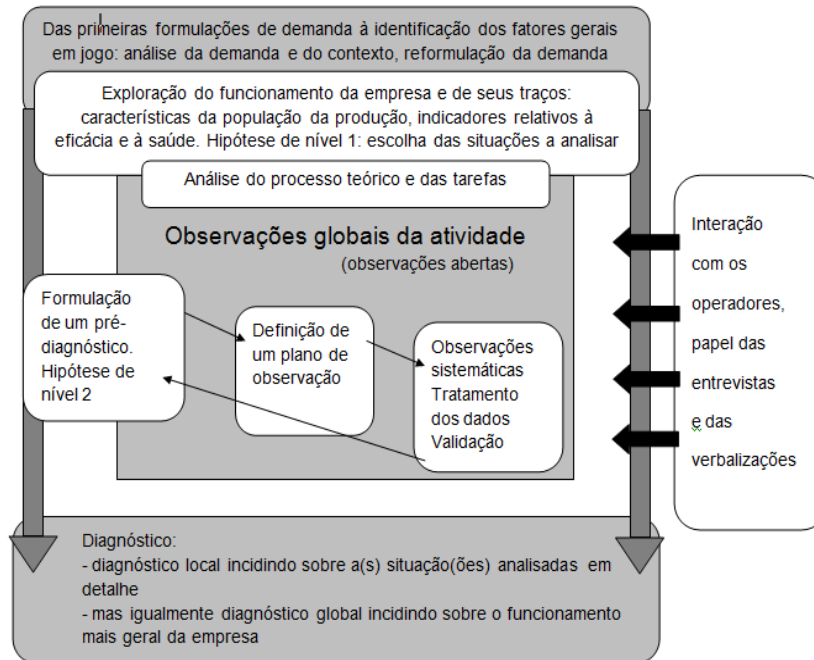 Das primeiras formulações de demanda à identificação dos fatores gerais
em jogo: análise da demanda e do contexto, reformulação da demanda
Exploração do funcionamento da empresa e de seus traços:
características da população da produção, indicadores relativos à
eficácia e à saúde. Hipótese de nível 1: escolha das situações a analisar
Análise do processo teórico e das tarefas
Observações globais da atividade
(observações abertas)
Formulação
de um pré-
diagnóstico.
Hipótese de
nível 2
Definição de
um plano de
observação
Observações
sistemáticas
Tratamento
dos dados
Validação
Interação
com os
operadores,
papel das
entrevistas
e das
verbalizações
Diagnóstico:
- diagnóstico local incidindo sobre a(s) situação(ões) analisadas em
detalhe
- mas igualmente diagnóstico global incidindo sobre o funcionamento
mais geral da empresa